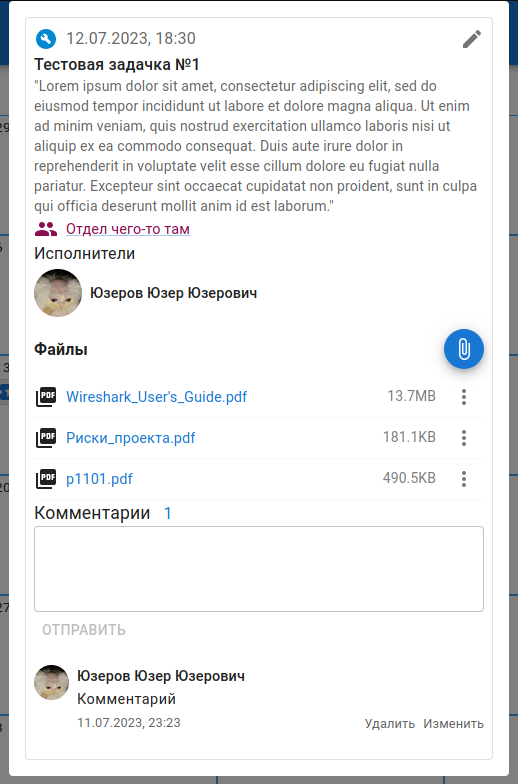 12.07.2023, 18:30
Тестовая задачка №1
"Lorem ipsum dolor sit amet, consectetur adipiscing elit, sed do
eiusmod tempor incididunt ut labore et dolore magna aliqua. Ut enim
ad minim veniam, quis nostrud exercitation ullamco laboris nisi ut
aliquip ex ea commodo consequat. Duis aute irure dolor in
reprehenderit in voluptate velit esse cillum dolore eu fugiat nulla
pariatur. Excepteur sint occaecat cupidatat non proident, sunt in culpa
qui officia deserunt mollit anim id est laborum."
Отдел чего-то там
Исполнители
Юзеров Юзер Юзерович
Файлы
PDF Wireshark_User's_Guide.pdf 13.7MB
PDF Риски_проекта.pdf 181.1KB
PDF p1101.pdf 490.5KB
Комментарии 1
ОТПРАВИТЬ
Юзеров Юзер Юзерович
Комментарий
11.07.2023, 23:23 Удалить Изменить